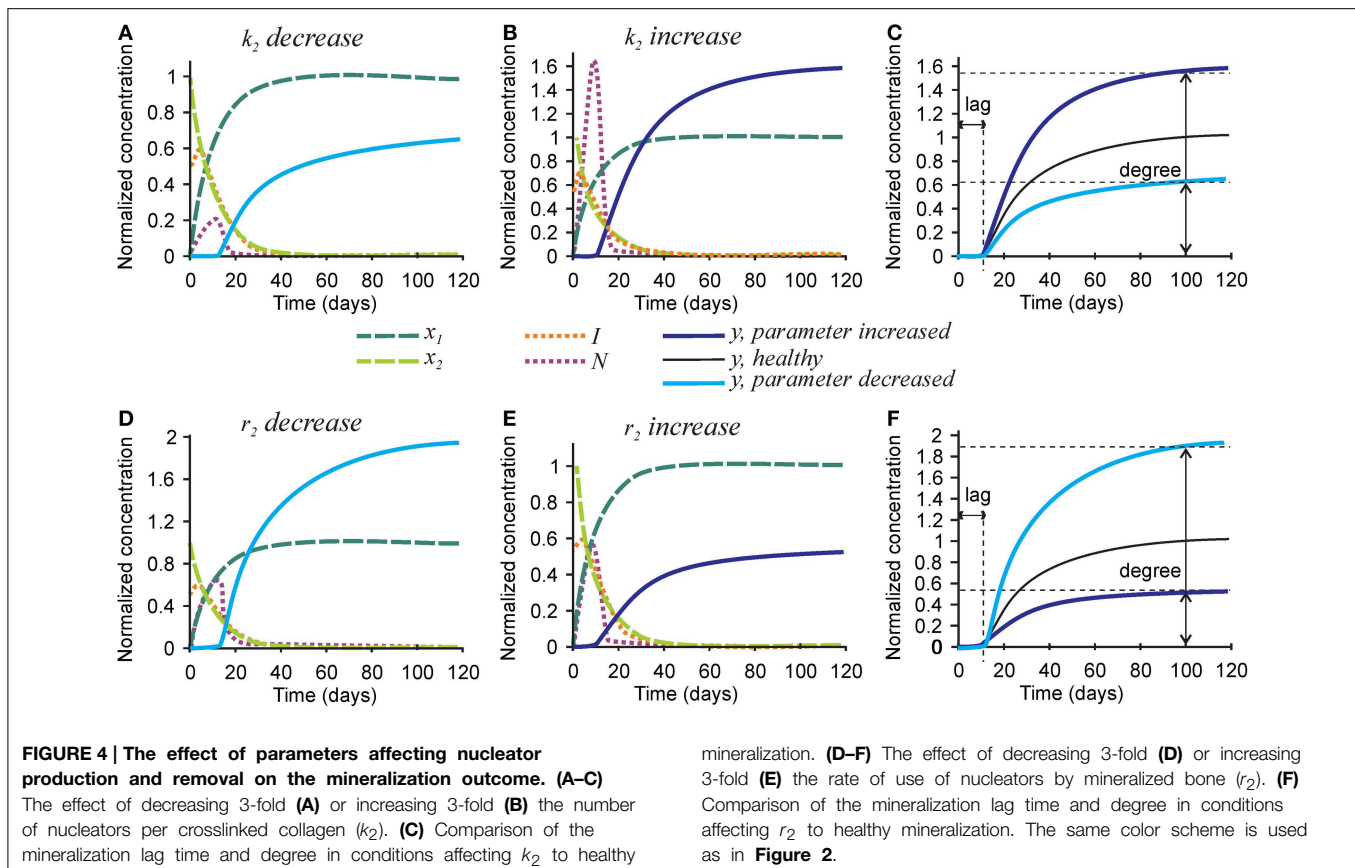 A
k2 decrease
Normalized concentration
1
0.8
0.6
0.4
0.2
0
0 20 40 60 80 100 120
Time (days)
B
k2 increase
Normalized concentration
1.6
1.4
1.2
1.0
0.8
0.6
0.4
0.2
0
0 20 40 60 80 100 120
Time (days)
C
Normalized concentration
1.6
1.4
1.2
1
0.8
0.6
0.4
0.2
0
lag
degree
0 20 40 60 80 100 120
Time (days)
x1
x2
I
N
y, parameter increased
y, healthy
y, parameter decreased
D
r2 decrease
Normalized concentration
2
1.6
1.2
0.8
0.4
0
0 20 40 60 80 100 120
Time (days)
E
r2 increase
Normalized concentration
1
0.8
0.6
0.4
0.2
0
0 20 40 60 80 100 120
Time (days)
F
Normalized concentration
2
1.8
1.6
1.4
1.2
1
0.8
0.6
0.4
0.2
0
lag
degree
0 20 40 60 80 100 120
Time (days)
FIGURE 4 | The effect of parameters affecting nucleator
production and removal on the mineralization outcome. (A–C)
The effect of decreasing 3-fold (A) or increasing 3-fold (B) the number
of nucleators per crosslinked collagen (k2). (C) Comparison of the
mineralization lag time and degree in conditions affecting k2 to healthy
mineralization. (D–F) The effect of decreasing 3-fold (D) or increasing
3-fold (E) the rate of use of nucleators by mineralized bone (r2). (F)
Comparison of the mineralization lag time and degree in conditions
affecting r2 to healthy mineralization. The same color scheme is used
as in Figure 2.